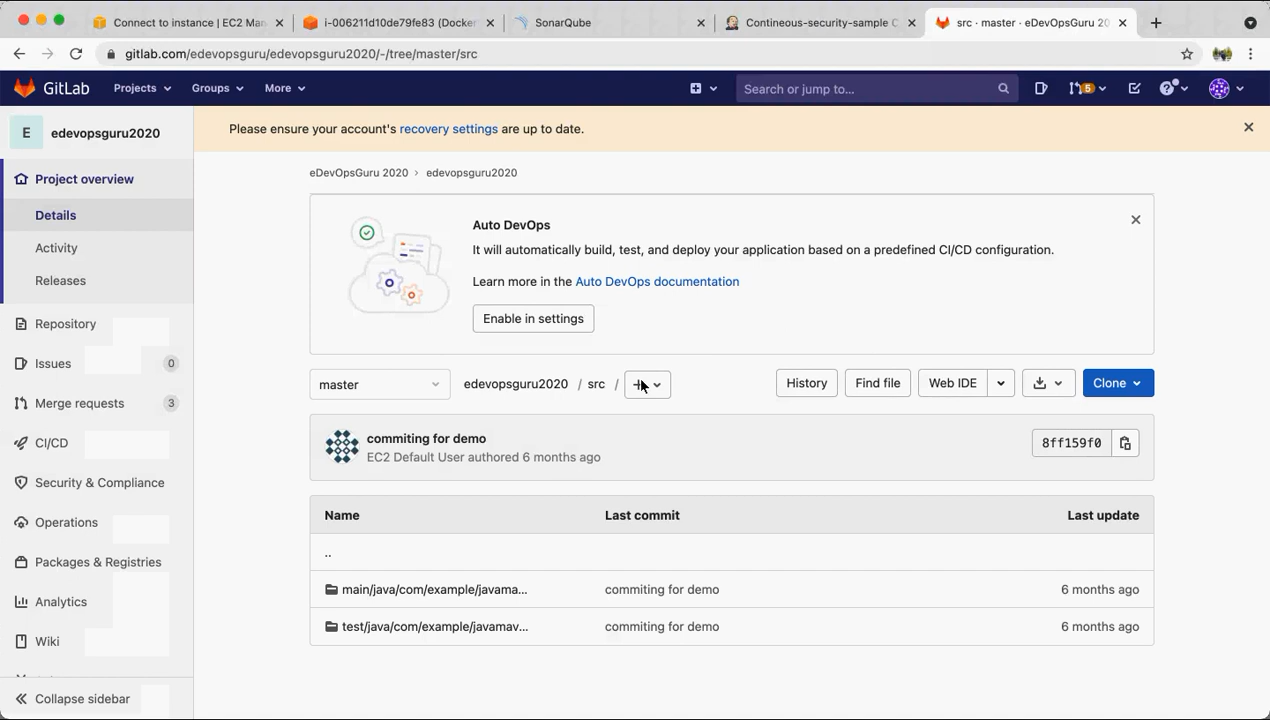 Connect to instance | EC2 Man
i-006211d10de79fe83 (Docker
SonarQube
Contineous-security-sample C
src · master · eDevOpsGuru 20
gitlab.com/edevopsguru/edevopsguru2020/-/tree/master/src
GitLab
Projects
Groups
More
Search or jump to...
5
E
edevopsguru2020
Project overview
Details
Activity
Releases
Repository
Issues
0
Merge requests
3
CI/CD
Security & Compliance
Operations
Packages & Registries
Analytics
Wiki
Collapse sidebar
Please ensure your account's recovery settings are up to date.
eDevOpsGuru 2020 › edevopsguru2020
Auto DevOps
It will automatically build, test, and deploy your application based on a predefined CI/CD configuration.
Learn more in the Auto DevOps documentation
Enable in settings
master
edevopsguru2020 / src /
History
Find file
Web IDE
Clone
commiting for demo
EC2 Default User authored 6 months ago
8ff159f0
Name Last commit Last update
..
main/java/com/example/javama... commiting for demo 6 months ago
test/java/com/example/javamav... commiting for demo 6 months ago